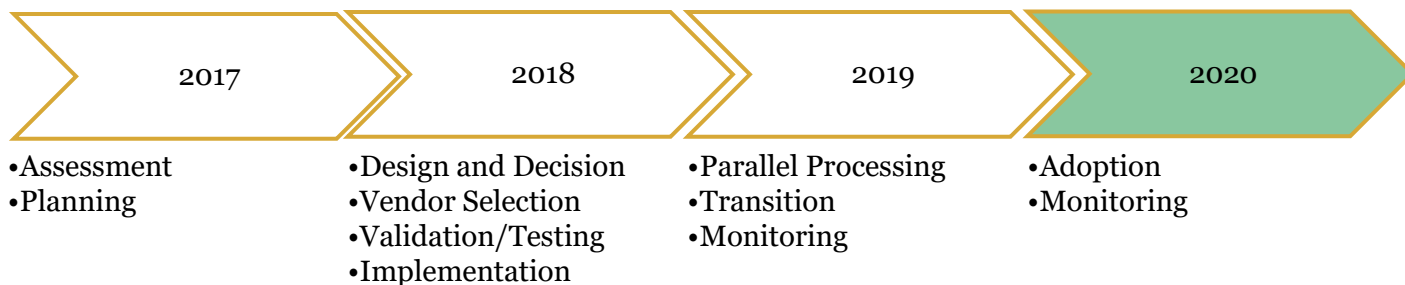 2017
•Assessment
•Planning
2018
•Design and Decision
•Vendor Selection
•Validation/Testing
•Implementation
2019
•Parallel Processing
•Transition
•Monitoring
2020
•Adoption
•Monitoring